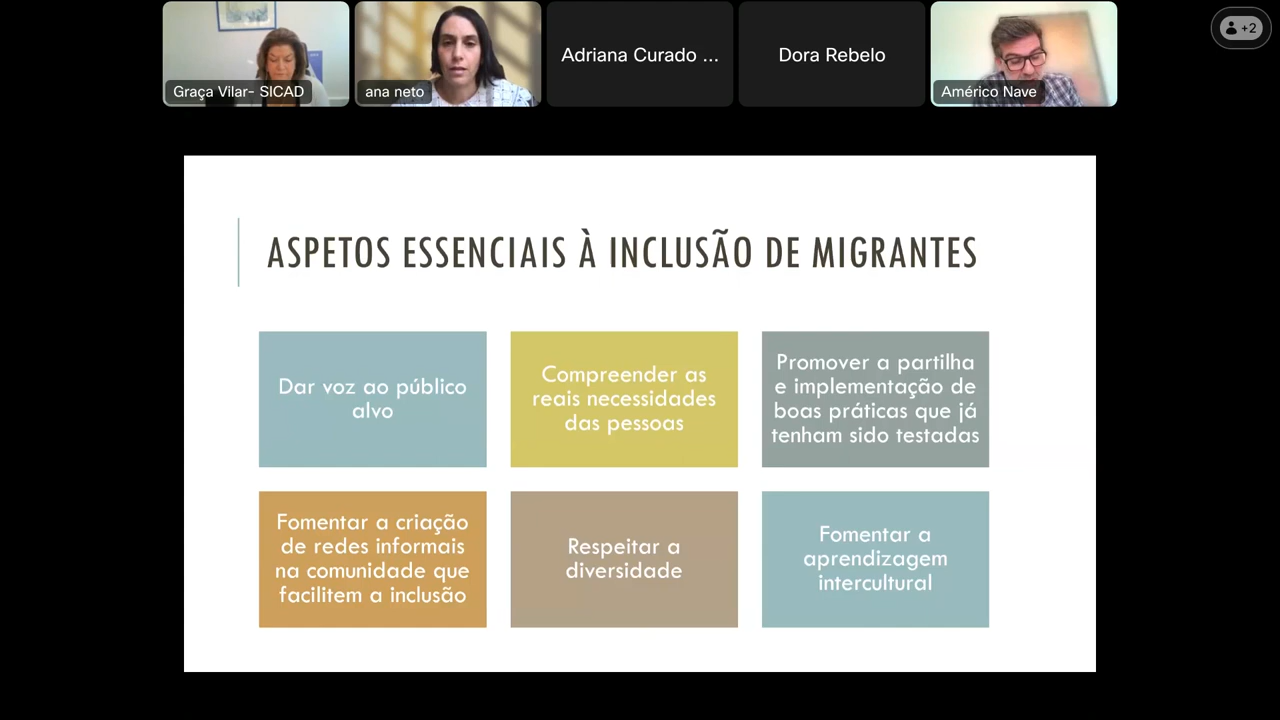 Graça Vilar- SICAD
ana neto
Adriana Curado ...
Dora Rebelo
Américo Nave
+2
ASPETOS ESSENCIAIS À INCLUSÃO DE MIGRANTES
Dar voz ao público
alvo
Compreender as
reais necessidades
das pessoas
Promover a partilha
e implementação de
boas práticas que já
tenham sido testadas
Fomentar a criação
de redes informais
na comunidade que
facilitem a inclusão
Respeitar a
diversidade
Fomentar a
aprendizagem
intercultural